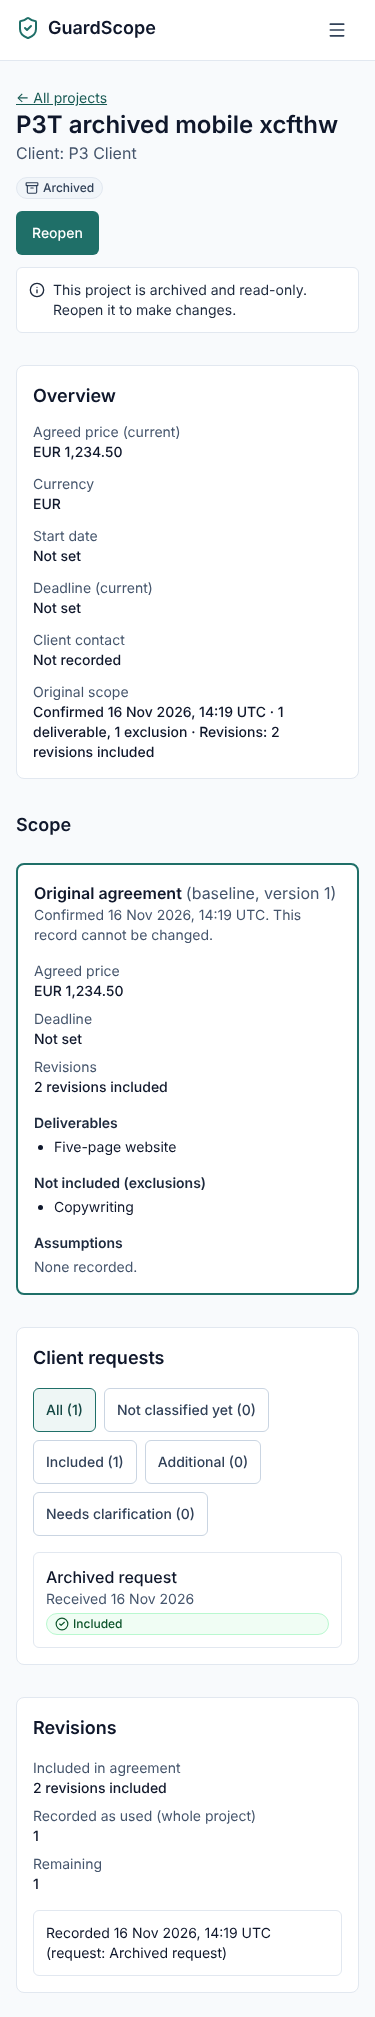 GuardScope
← All projects
P3T archived mobile xcfthw
Client: P3 Client
Archived
Reopen
This project is archived and read-only.
Reopen it to make changes.
Overview
Agreed price (current)
EUR 1,234.50
Currency
EUR
Start date
Not set
Deadline (current)
Not set
Client contact
Not recorded
Original scope
Confirmed 16 Nov 2026, 14:19 UTC · 1
deliverable, 1 exclusion · Revisions: 2
revisions included
Scope
Original agreement (baseline, version 1)
Confirmed 16 Nov 2026, 14:19 UTC. This
record cannot be changed.
Agreed price
EUR 1,234.50
Deadline
Not set
Revisions
2 revisions included
Deliverables
• Five-page website
Not included (exclusions)
• Copywriting
Assumptions
None recorded.
Client requests
All (1) Not classified yet (0)
Included (1) Additional (0)
Needs clarification (0)
Archived request
Received 16 Nov 2026
Included
Revisions
Included in agreement
2 revisions included
Recorded as used (whole project)
1
Remaining
1
Recorded 16 Nov 2026, 14:19 UTC
(request: Archived request)